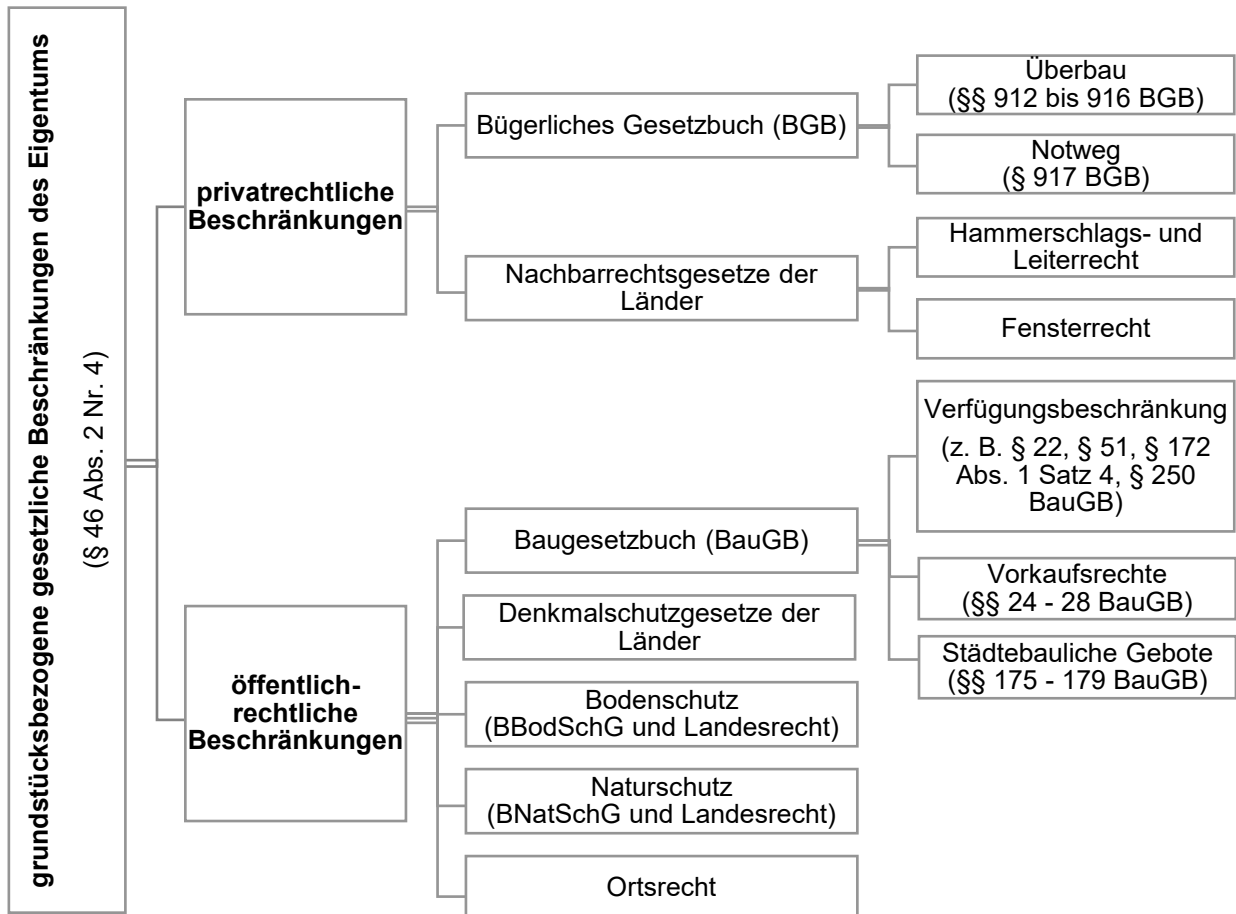 grundstücksbezogene gesetzliche Beschränkungen des Eigentums
(§ 46 Abs. 2 Nr. 4)
privatrechtliche
Beschränkungen
Bügerliches Gesetzbuch (BGB)
Überbau
(§§ 912 bis 916 BGB)
Notweg
(§ 917 BGB)
Nachbarrechtsgesetze der
Länder
Hammerschlags- und
Leiterrecht
Fensterrecht
öffentlich-
rechtliche
Beschränkungen
Baugesetzbuch (BauGB)
Verfügungsbeschränkung
(z. B. § 22, § 51, § 172
Abs. 1 Satz 4, § 250
BauGB)
Vorkaufsrechte
(§§ 24 - 28 BauGB)
Städtebauliche Gebote
(§§ 175 - 179 BauGB)
Denkmalschutzgesetze der
Länder
Bodenschutz
(BBodSchG und Landesrecht)
Naturschutz
(BNatSchG und Landesrecht)
Ortsrecht